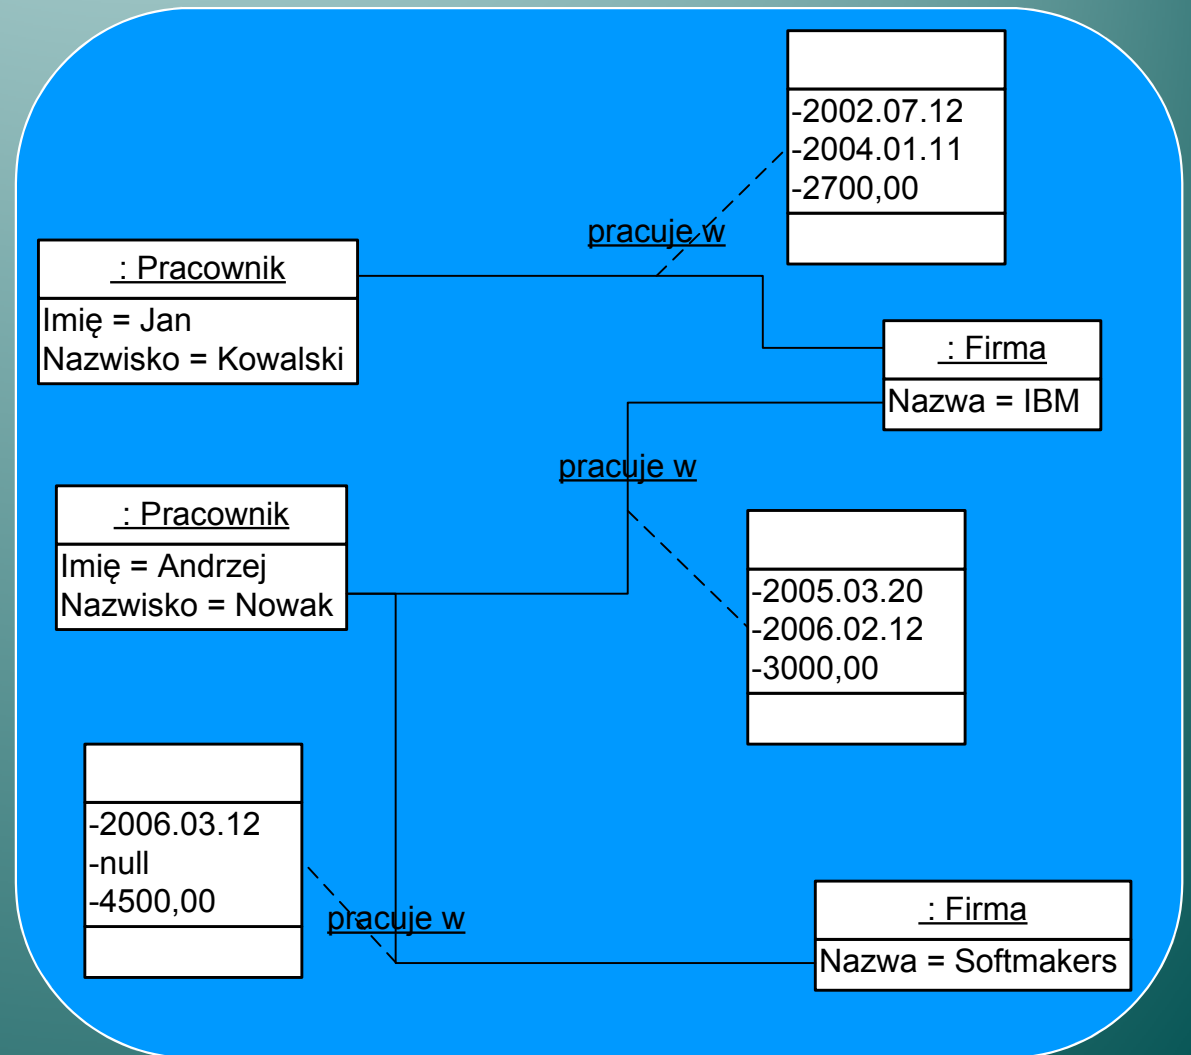 -2002.07.12
-2004.01.11
-2700,00
pracuje w
: Pracownik
Imię = Jan
Nazwisko = Kowalski
: Firma
Nazwa = IBM
pracuje w
: Pracownik
Imię = Andrzej
Nazwisko = Nowak
-2005.03.20
-2006.02.12
-3000,00
-2006.03.12
-null
-4500,00
pracuje w
: Firma
Nazwa = Softmakers